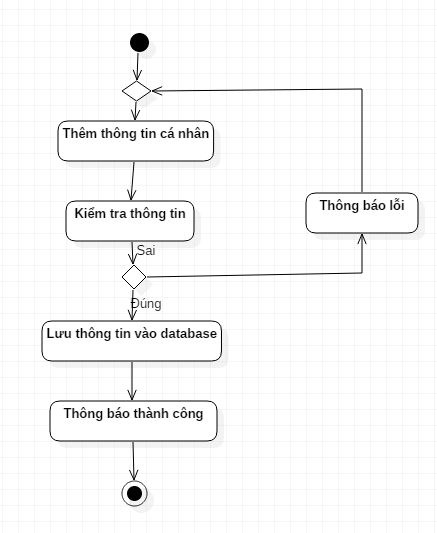 Thêm thông tin cá nhân
Thông báo lỗi
Kiểm tra thông tin
Sai
Đúng
Lưu thông tin vào database
Thông báo thành công